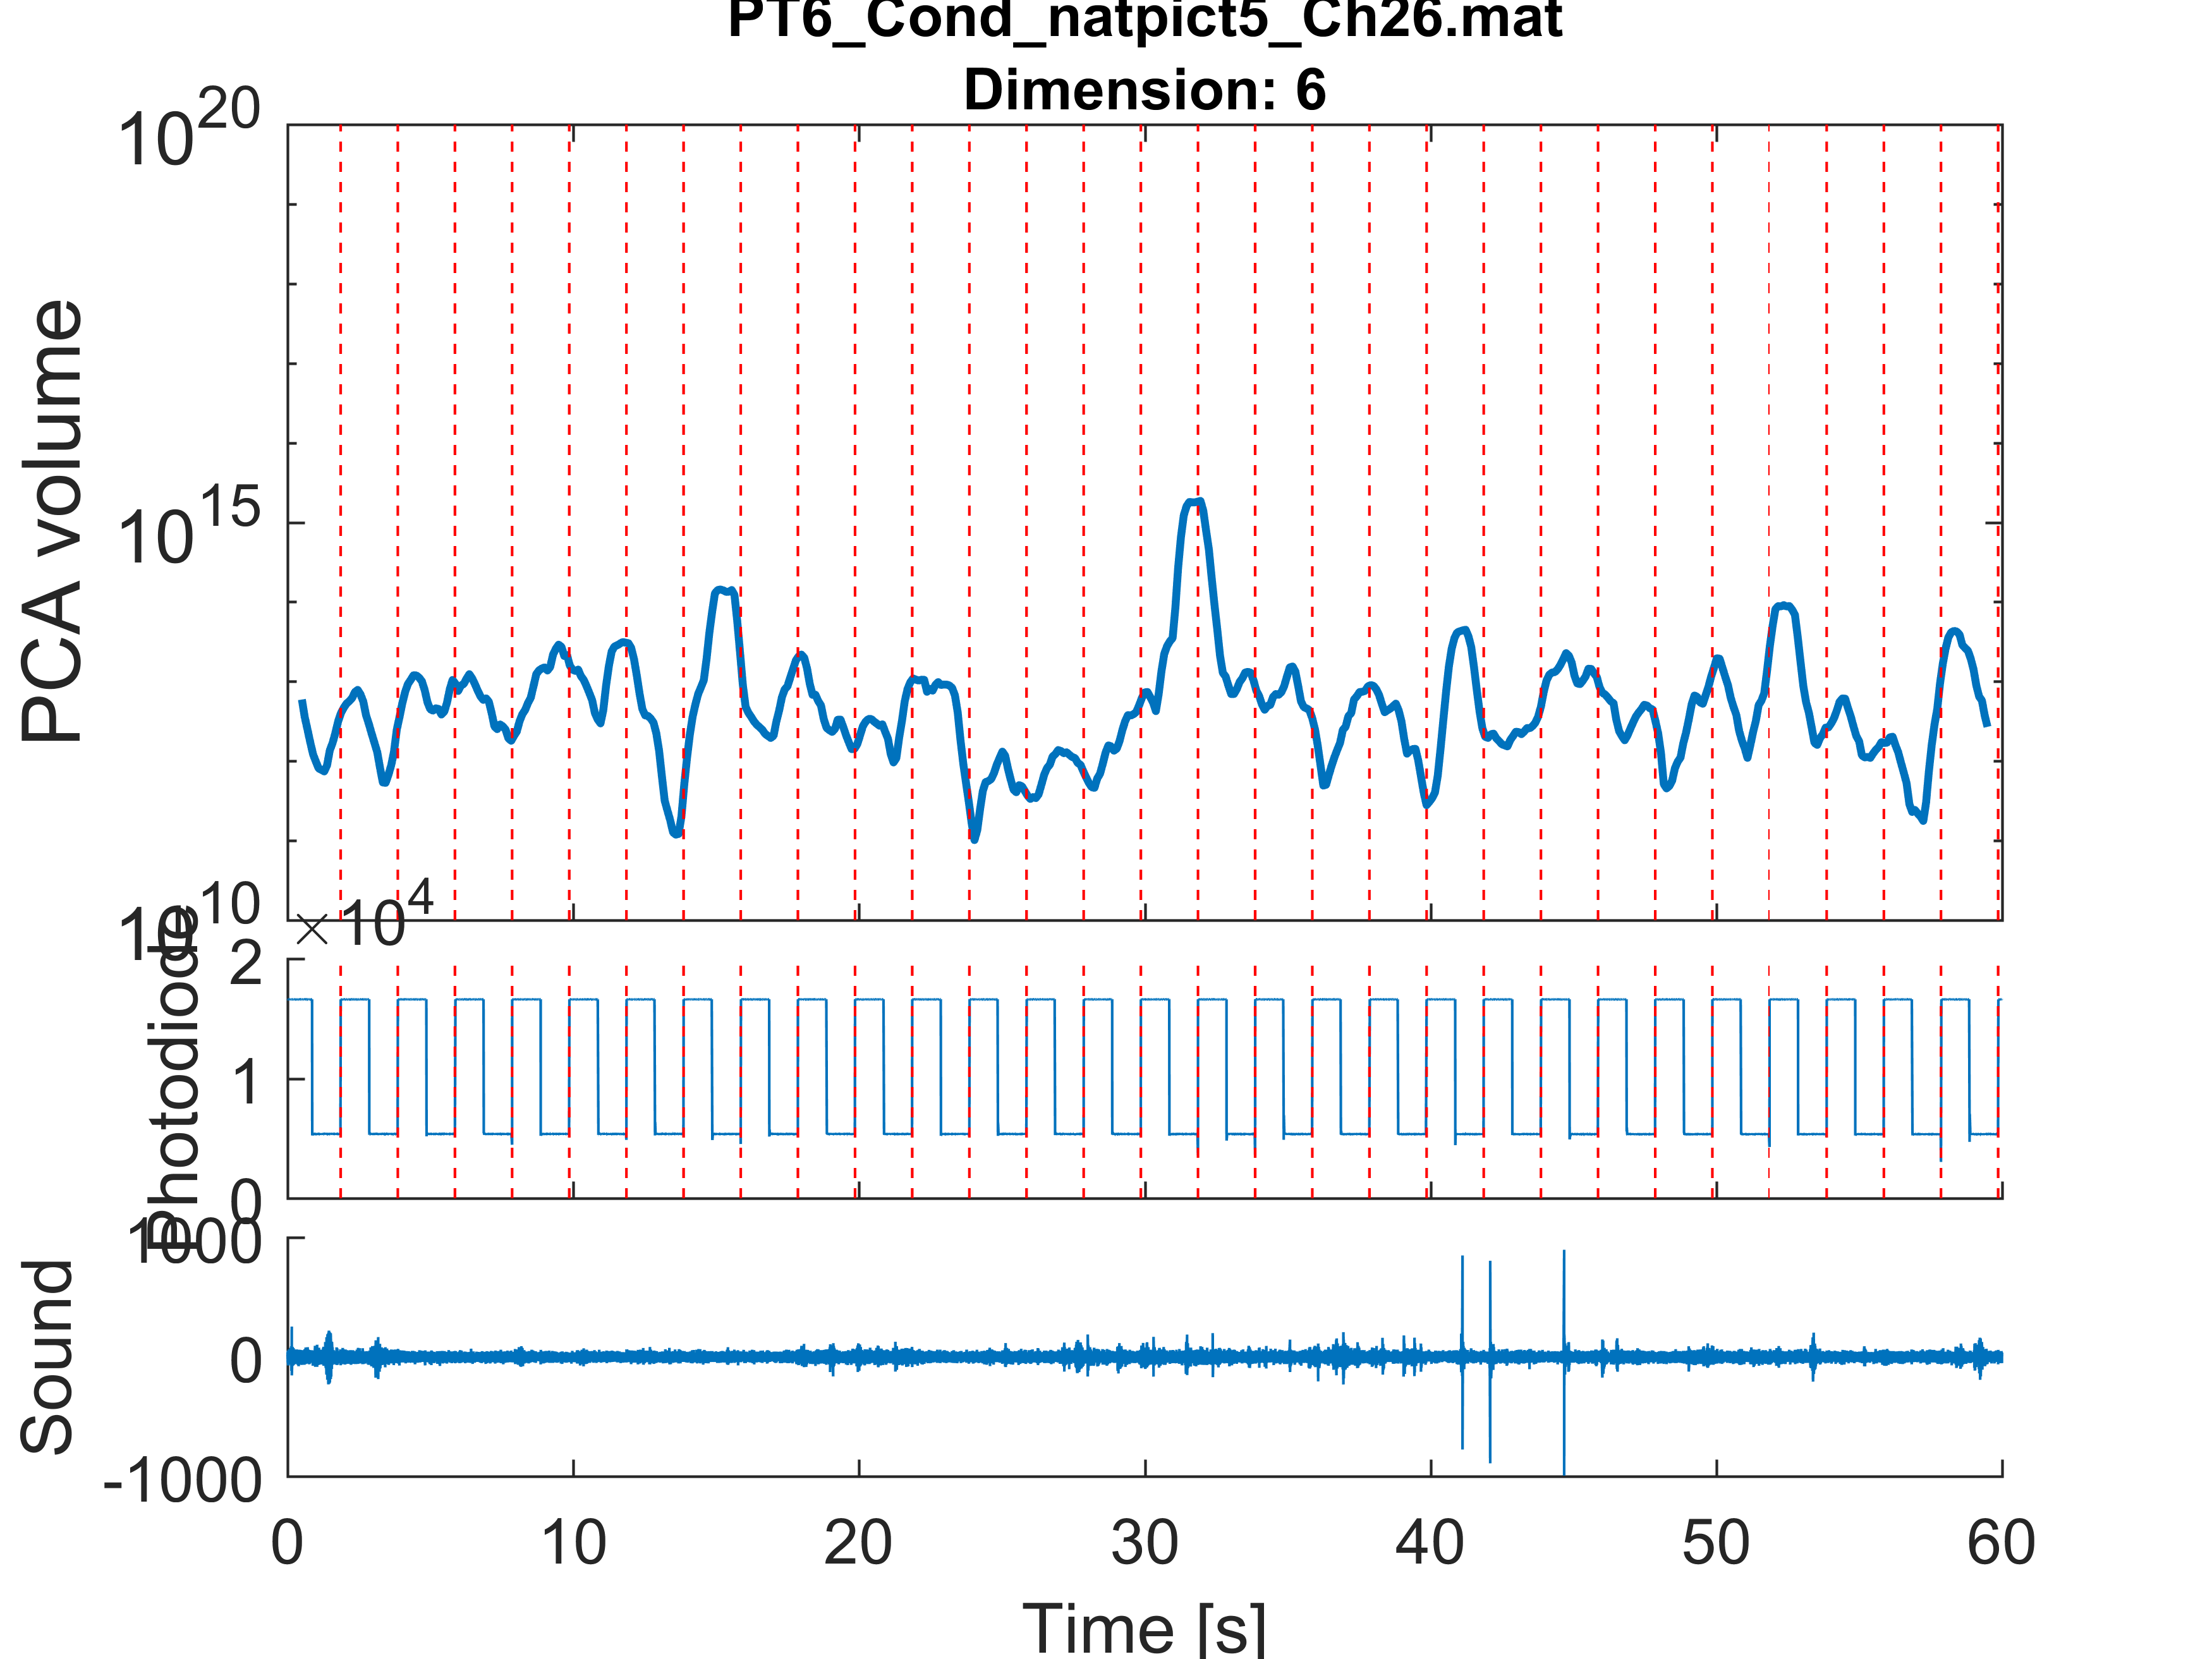 PT6_Cond_natpict5_Ch26.mat
Dimension: 6
10^20
10^15
10^10
PCA volume
×10^4
2
1
0
Photodiode
1000
0
-1000
Sound
0 10 20 30 40 50 60
Time [s]